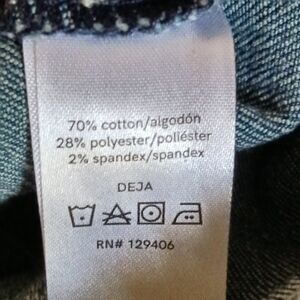 70% cotton/algodón
28% polyester/poliéster
2% spandex/spandex
DEJA
RN# 129406